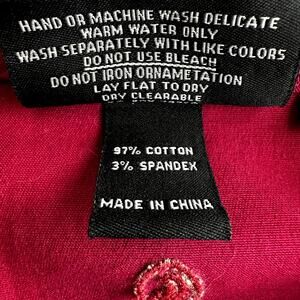 HAND OR MACHINE WASH DELICATE
WARM WATER ONLY
WASH SEPARATELY WITH LIKE COLORS
DO NOT USE BLEACH
DO NOT IRON ORNAMETATION
LAY FLAT TO DRY
DRY CLEARABLE
97% COTTON
3% SPANDEX
MADE IN CHINA